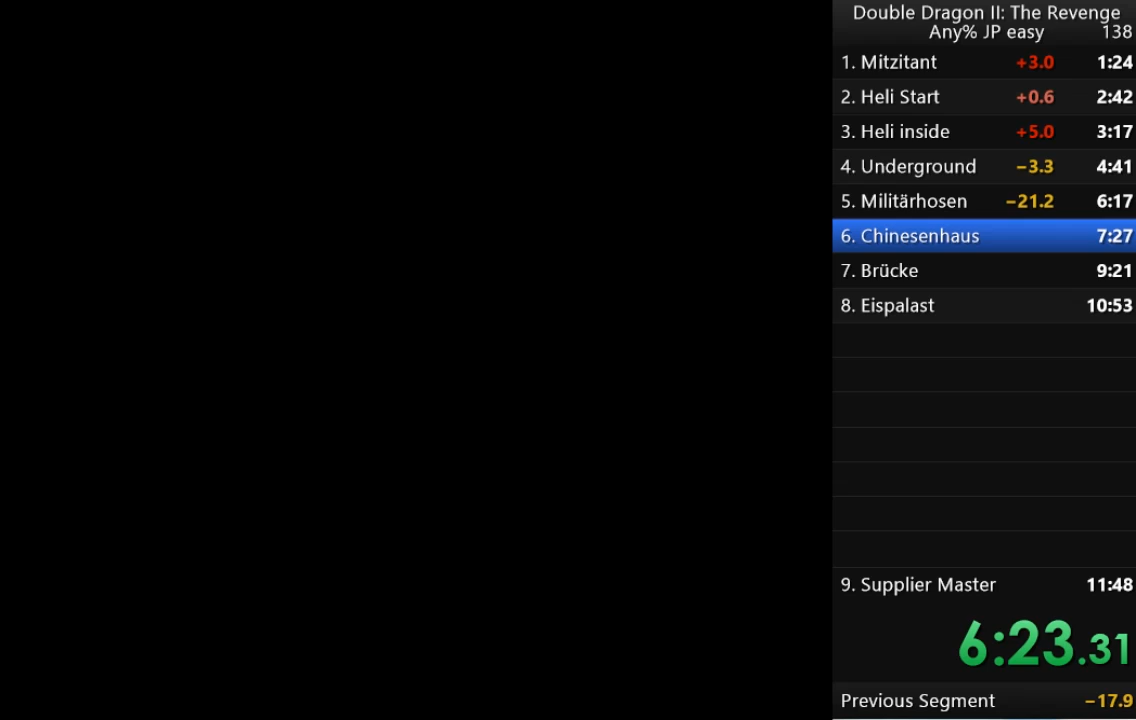 Double Dragon II: The Revenge
Any% JP easy 138
1. Mitzitant +3.0 1:24
2. Heli Start +0.6 2:42
3. Heli inside +5.0 3:17
4. Underground −3.3 4:41
5. Militärhosen −21.2 6:17
6. Chinesenhaus 7:27
7. Brücke 9:21
8. Eispalast 10:53
9. Supplier Master 11:48
6:23.31
Previous Segment −17.9